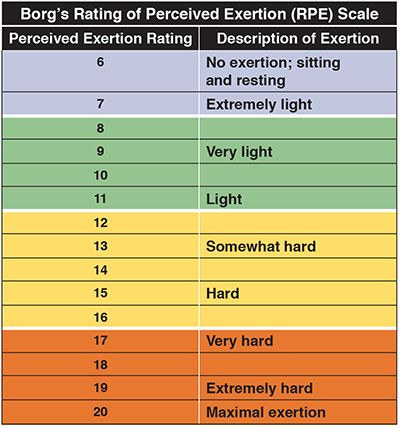 Borg's Rating of Perceived Exertion (RPE) Scale
Perceived Exertion Rating Description of Exertion
6 No exertion; sitting
and resting
7 Extremely light
8
9 Very light
10
11 Light
12
13 Somewhat hard
14
15 Hard
16
17 Very hard
18
19 Extremely hard
20 Maximal exertion